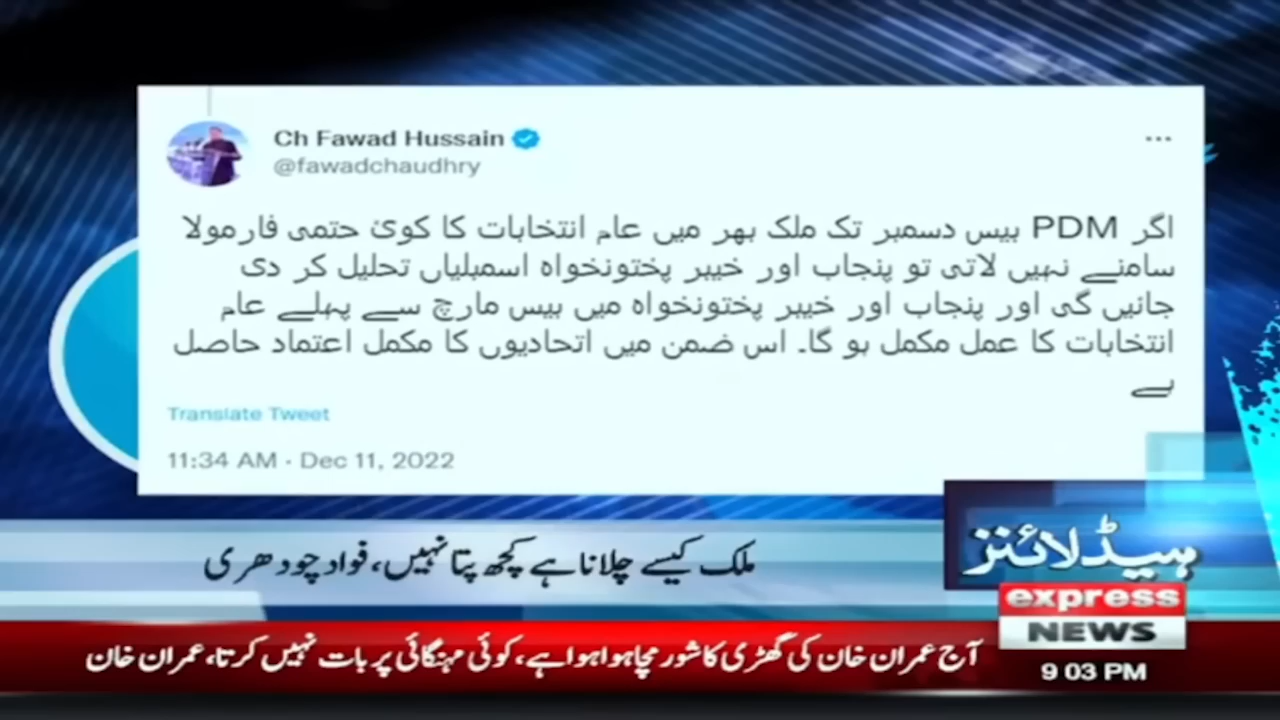 Ch Fawad Hussain
@fawadchaudhry
اگر PDM بیس دسمبر تک ملک بھر میں عام انتخابات کا کوئ حتمی فارمولا
سامنے نہیں لاتی تو پنجاب اور خیبر پختونخواہ اسمبلیاں تحلیل کر دی
جائیں گی اور پنجاب اور خیبر پختونخواہ میں بیس مارچ سے پہلے عام
انتخابات کا عمل مکمل ہو گا۔ اس ضمن میں اتحادیوں کا مکمل اعتماد حاصل
ہے
Translate Tweet
11:34 AM · Dec 11, 2022
ہیڈلائنز
ملک کیسے چلانا ہے کچھ پتا نہیں، فواد چودھری
express
NEWS
آج عمران خان کی گھڑی کا شور مچا ہوا ہوا ہے، کوئی مہنگائی پر بات نہیں کرتا، عمران خان
9 03 PM